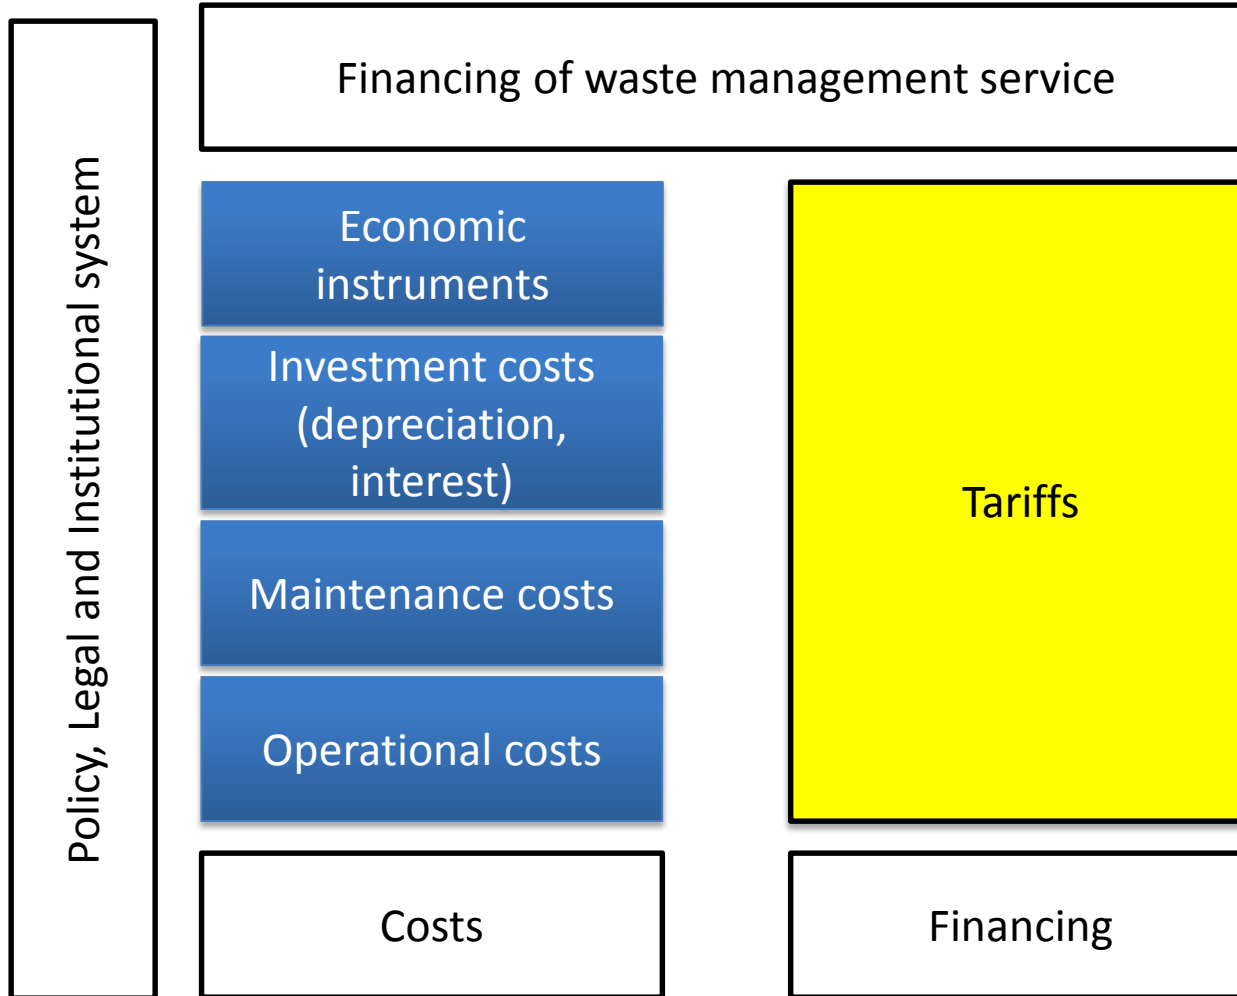 Financing of waste management service
Policy, Legal and Institutional system
Economic
instruments
Investment costs
(depreciation,
interest)
Maintenance costs
Operational costs
Tariffs
Costs
Financing